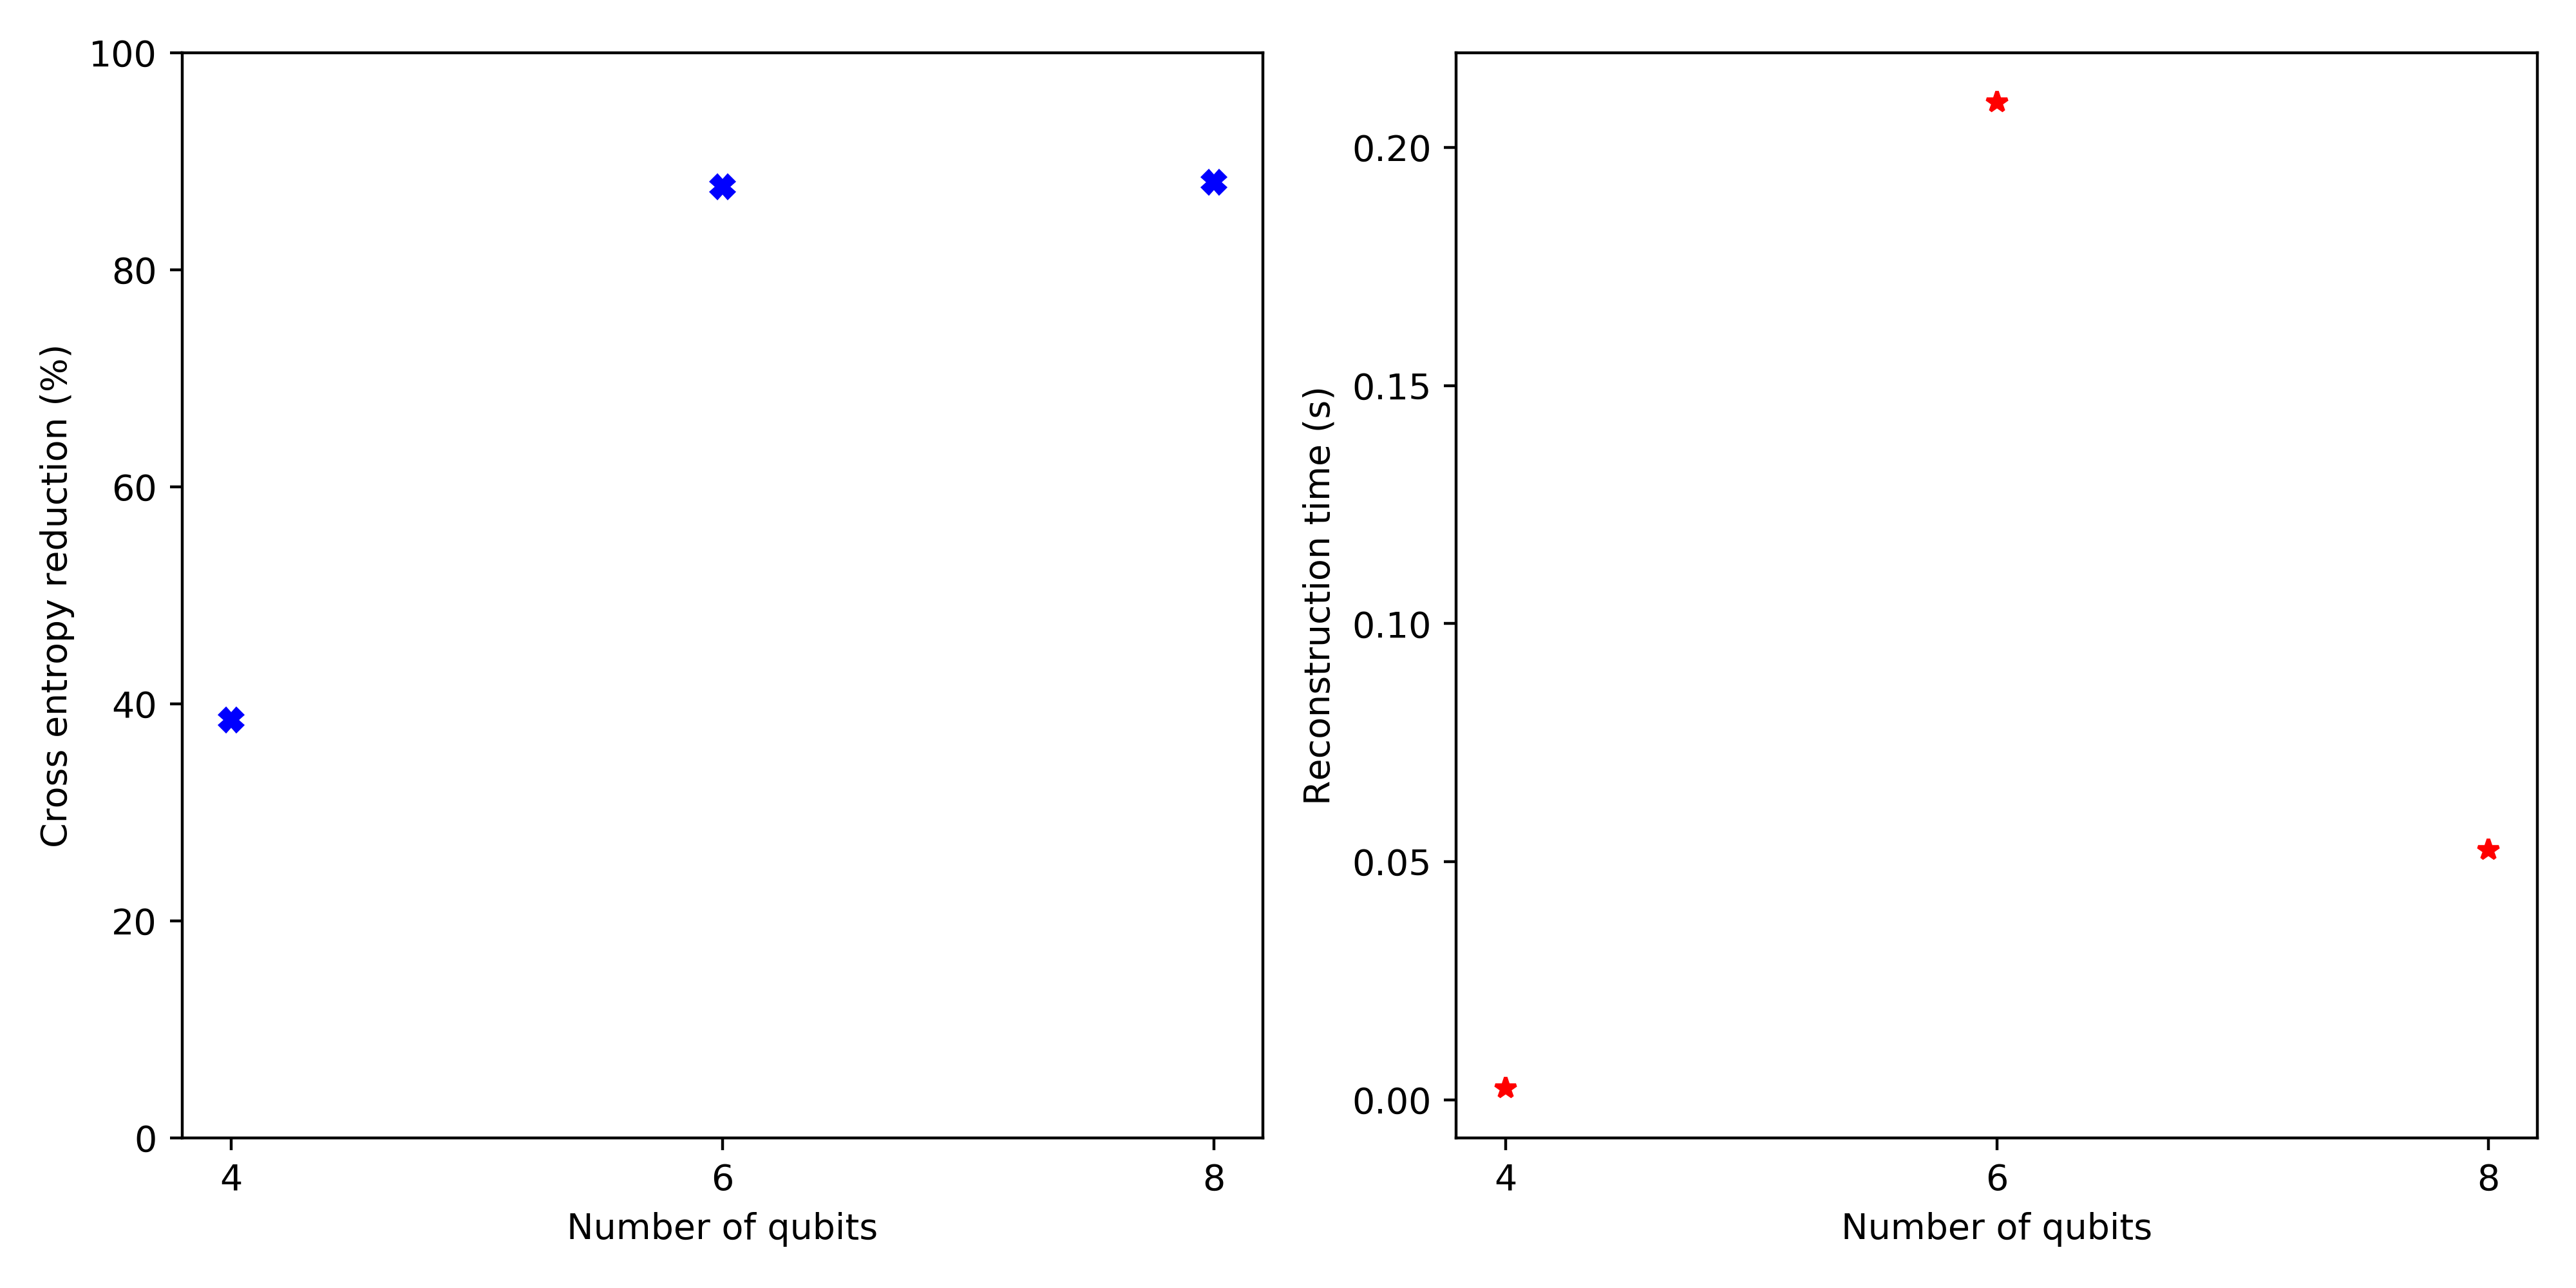 Cross entropy reduction (%)
100
80
60
40
20
0
4 6 8
Number of qubits
Reconstruction time (s)
0.20
0.15
0.10
0.05
0.00
4 6 8
Number of qubits